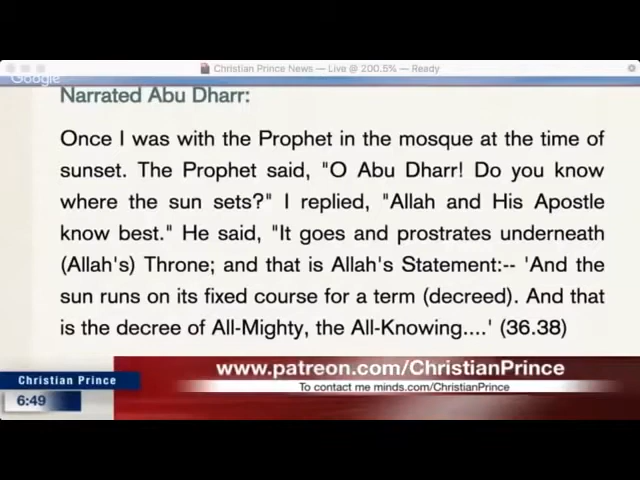 Christian Prince News — Live @ 200.5% — Ready
Google
Narrated Abu Dharr:
Once I was with the Prophet in the mosque at the time of
sunset. The Prophet said, "O Abu Dharr! Do you know
where the sun sets?" I replied, "Allah and His Apostle
know best." He said, "It goes and prostrates underneath
(Allah's) Throne; and that is Allah's Statement:-- 'And the
sun runs on its fixed course for a term (decreed). And that
is the decree of All-Mighty, the All-Knowing....' (36.38)
www.patreon.com/ChristianPrince
Christian Prince
To contact me minds.com/ChristianPrince
6:49